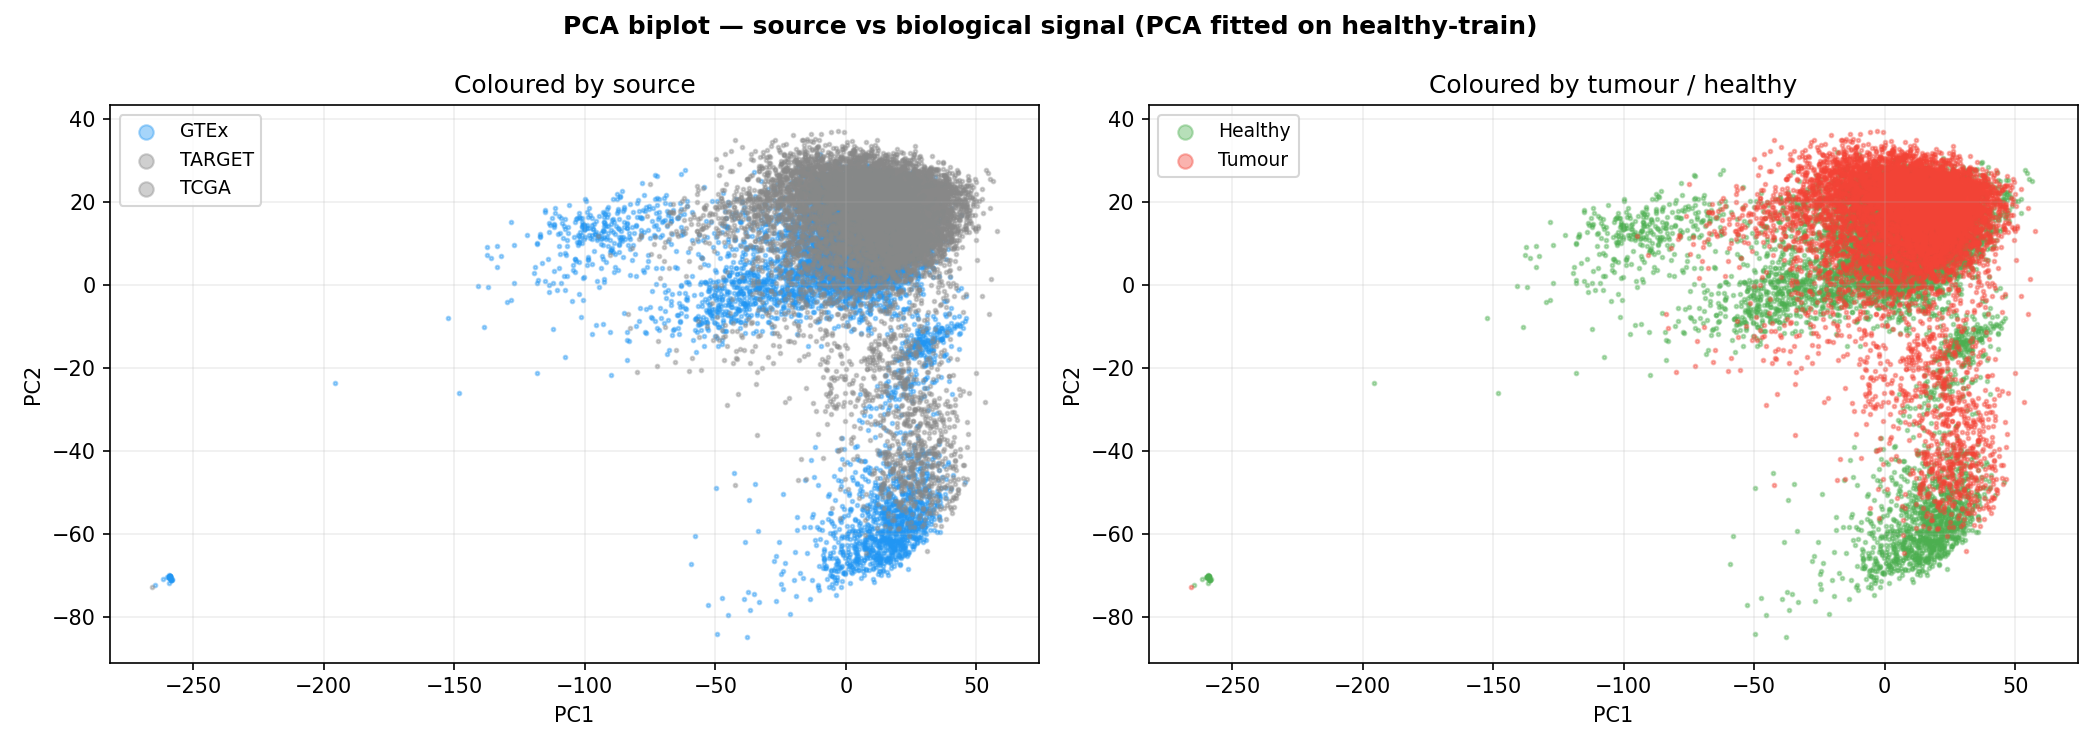 PCA biplot — source vs biological signal (PCA fitted on healthy-train)
Coloured by source
GTEx
TARGET
TCGA
40
20
0
−20
−40
−60
−80
PC2
−250
−200
−150
−100
−50
0
50
PC1
Coloured by tumour / healthy
Healthy
Tumour
40
20
0
−20
−40
−60
−80
PC2
−250
−200
−150
−100
−50
0
50
PC1